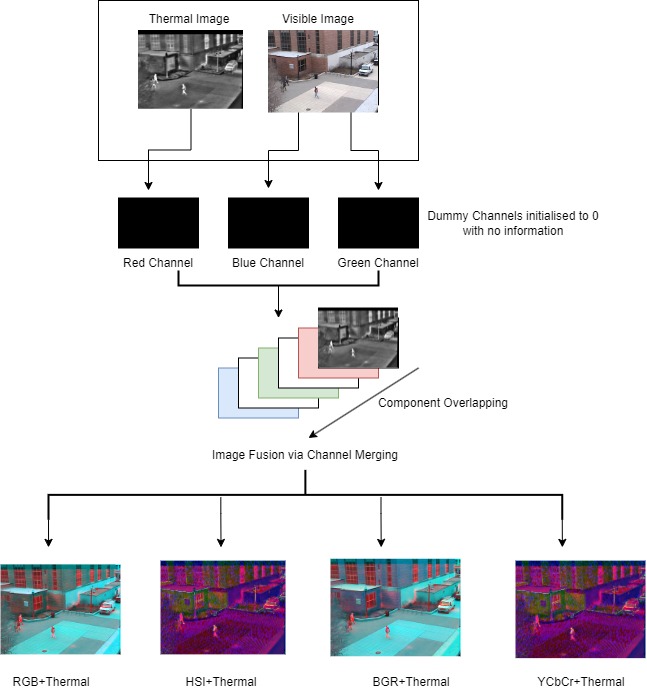 Thermal Image
Visible Image
Dummy Channels initialised to 0
with no information
Red Channel
Blue Channel
Green Channel
Component Overlapping
Image Fusion via Channel Merging
RGB+Thermal
HSI+Thermal
BGR+Thermal
YCbCr+Thermal